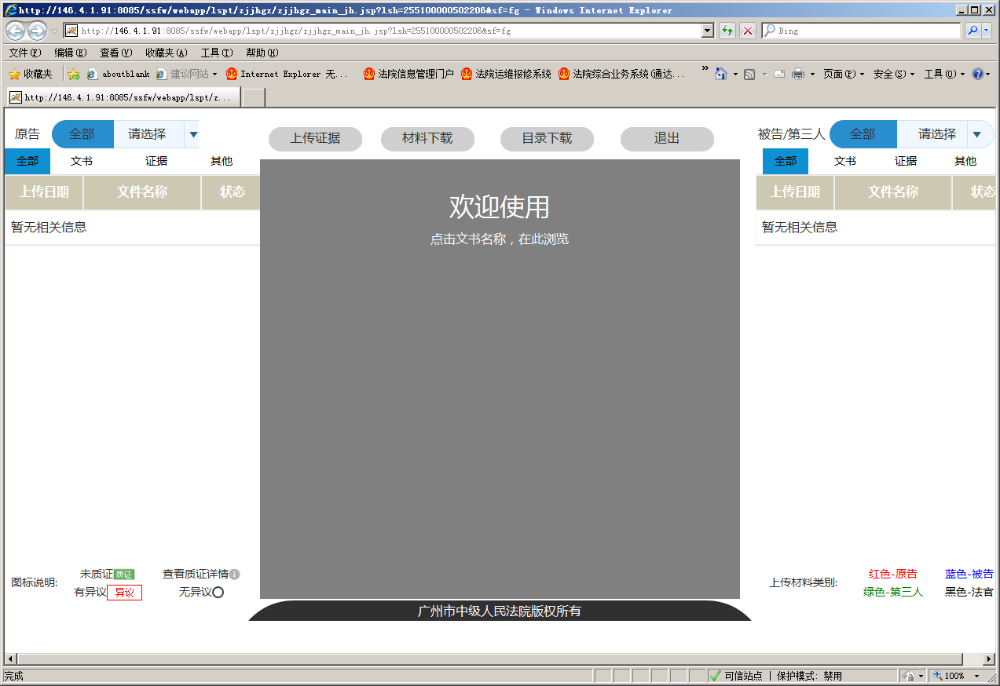 http://146.4.1.91:8085/ssfw/webapp/lspt/zjjhgz/zjjhgz_main_jh.jsp?lsh=255100000502206&sf=fg - Windows Internet Explorer
http://146.4.1.91:8085/ssfw/webapp/lspt/zjjhgz/zjjhgz_main_jh.jsp?lsh=255100000502206&sf=fg
Bing
文件(F) 编辑(E) 查看(V) 收藏夹(A) 工具(T) 帮助(H)
收藏夹 aboutblank 建议网站 Internet Explorer 无... 法院信息管理门户 法院运维报修系统 法院综合业务系统(通达... » 页面(P) 安全(S) 工具(O)
http://146.4.1.91:8085/ssfw/webapp/lspt/z...
原告 全部 请选择 上传证据 材料下载 目录下载 退出 被告/第三人 全部 请选择
全部 文书 证据 其他 全部 文书 证据 其他
上传日期 文件名称 状态 上传日期 文件名称 状态
欢迎使用
暂无相关信息 暂无相关信息
点击文书名称，在此浏览
图标说明: 未质证 质证 查看质证详情 上传材料类别: 红色-原告 蓝色-被告
有异议 异议 无异议 绿色-第三人 黑色-法官
广州市中级人民法院版权所有
完成 可信站点 | 保护模式: 禁用 100%